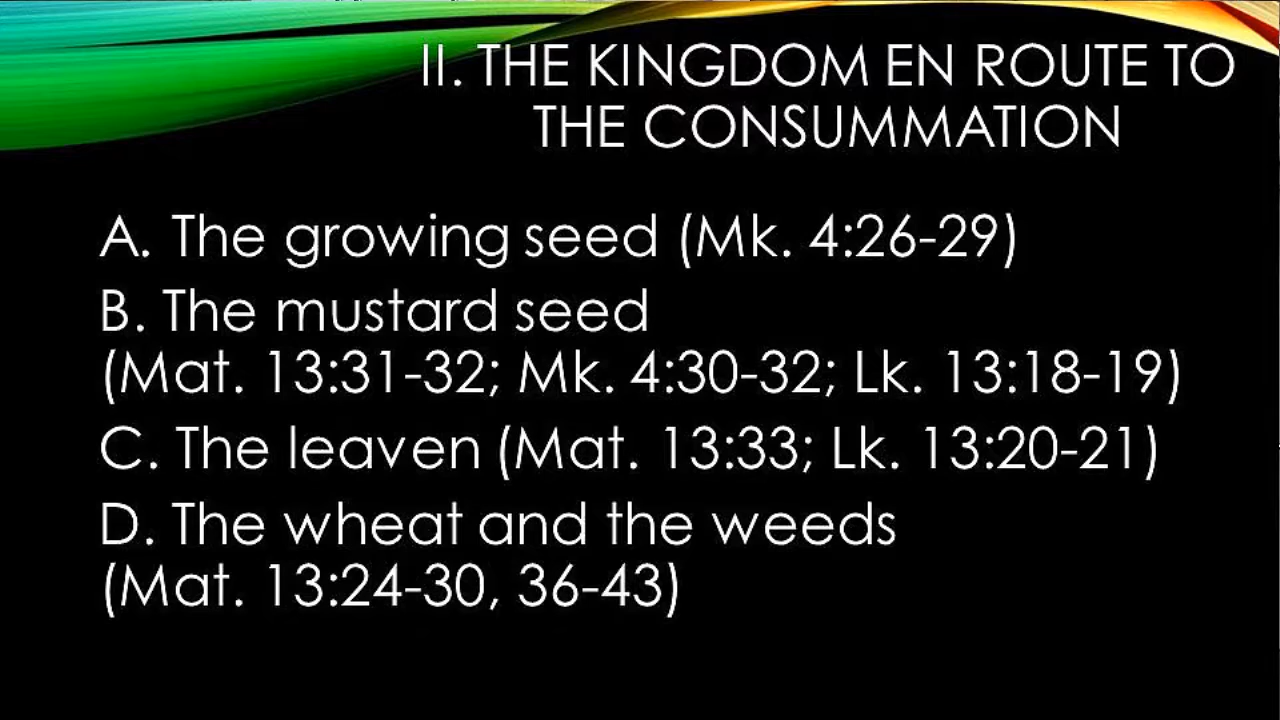 II. THE KINGDOM EN ROUTE TO
THE CONSUMMATION
A. The growing seed (Mk. 4:26-29)
B. The mustard seed
(Mat. 13:31-32; Mk. 4:30-32; Lk. 13:18-19)
C. The leaven (Mat. 13:33; Lk. 13:20-21)
D. The wheat and the weeds
(Mat. 13:24-30, 36-43)